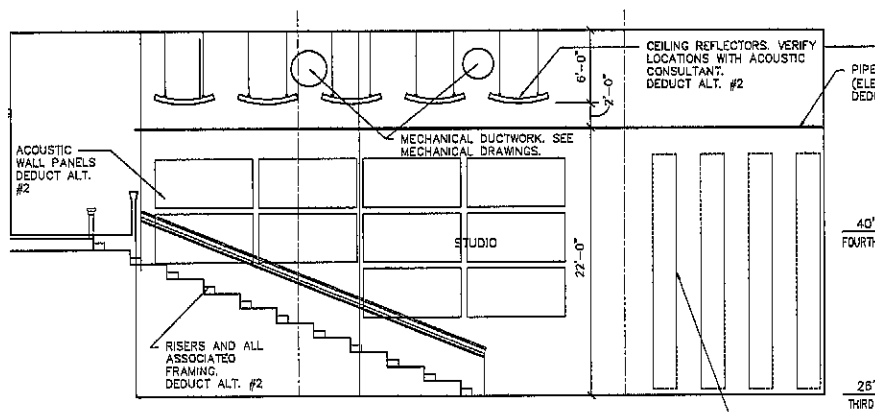 CEILING REFLECTORS. VERIFY
LOCATIONS WITH ACOUSTIC
CONSULTANT.
DEDUCT ALT. #2
6'-0"
2'-0"
PIPE
(ELE
DEDU
MECHANICAL DUCTWORK. SEE
MECHANICAL DRAWINGS.
ACOUSTIC
WALL PANELS
DEDUCT ALT.
#2
STUDIO
22'-0"
40'
FOURTH
RISERS AND ALL
ASSOCIATED
FRAMING.
DEDUCT ALT. #2
26'
THIRD